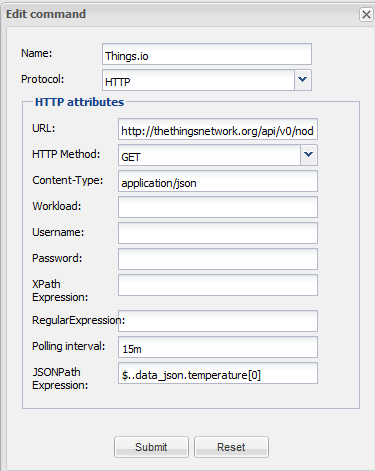 Edit command
Name: Things.io
Protocol: HTTP
HTTP attributes
URL: http://thethingsnetwork.org/api/v0/nod
HTTP Method: GET
Content-Type: application/json
Workload:
Username:
Password:
XPath
Expression:
RegularExpression:
Polling interval: 15m
JSONPath
Expression: $..data_json.temperature[0]
Submit Reset